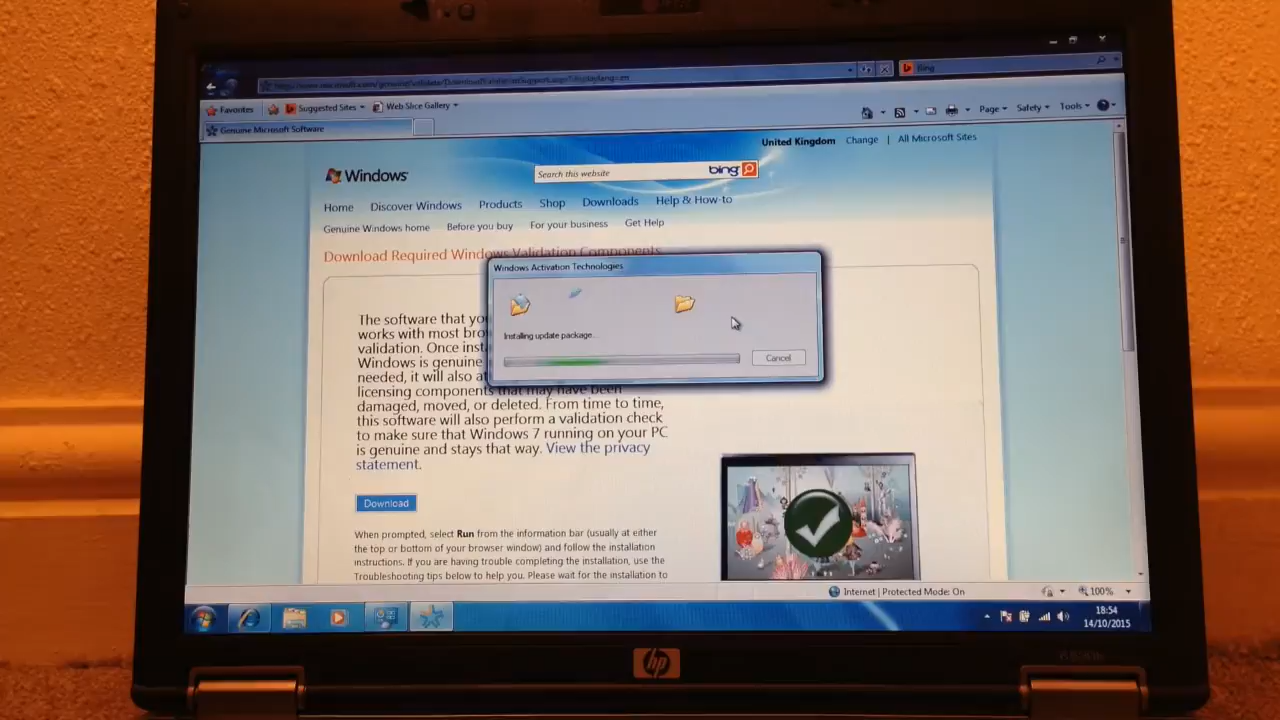 Bing
Favorites
Suggested Sites
Web Slice Gallery
Page
Safety
Tools
Genuine Microsoft Software
United Kingdom
Change | All Microsoft Sites
Windows
Search this website
bing
Home
Discover Windows
Products
Shop
Downloads
Help & How-to
Genuine Windows home
Before you buy
For your business
Get Help
Download Required Windows Validation Components
Windows Activation Technologies
Installing update package...
Cancel
The software that you
works with most bro
validation. Once inst
Windows is genuine
needed, it will also at
licensing components that may have been
damaged, moved, or deleted. From time to time,
this software will also perform a validation check
to make sure that Windows 7 running on your PC
is genuine and stays that way. View the privacy
statement.
Download
When prompted, select Run from the information bar (usually at either
the top or bottom of your browser window) and follow the installation
instructions. If you are having trouble completing the installation, use the
Troubleshooting tips below to help you. Please wait for the installation to
Internet | Protected Mode: On
100%
18:54
14/10/2015
hp